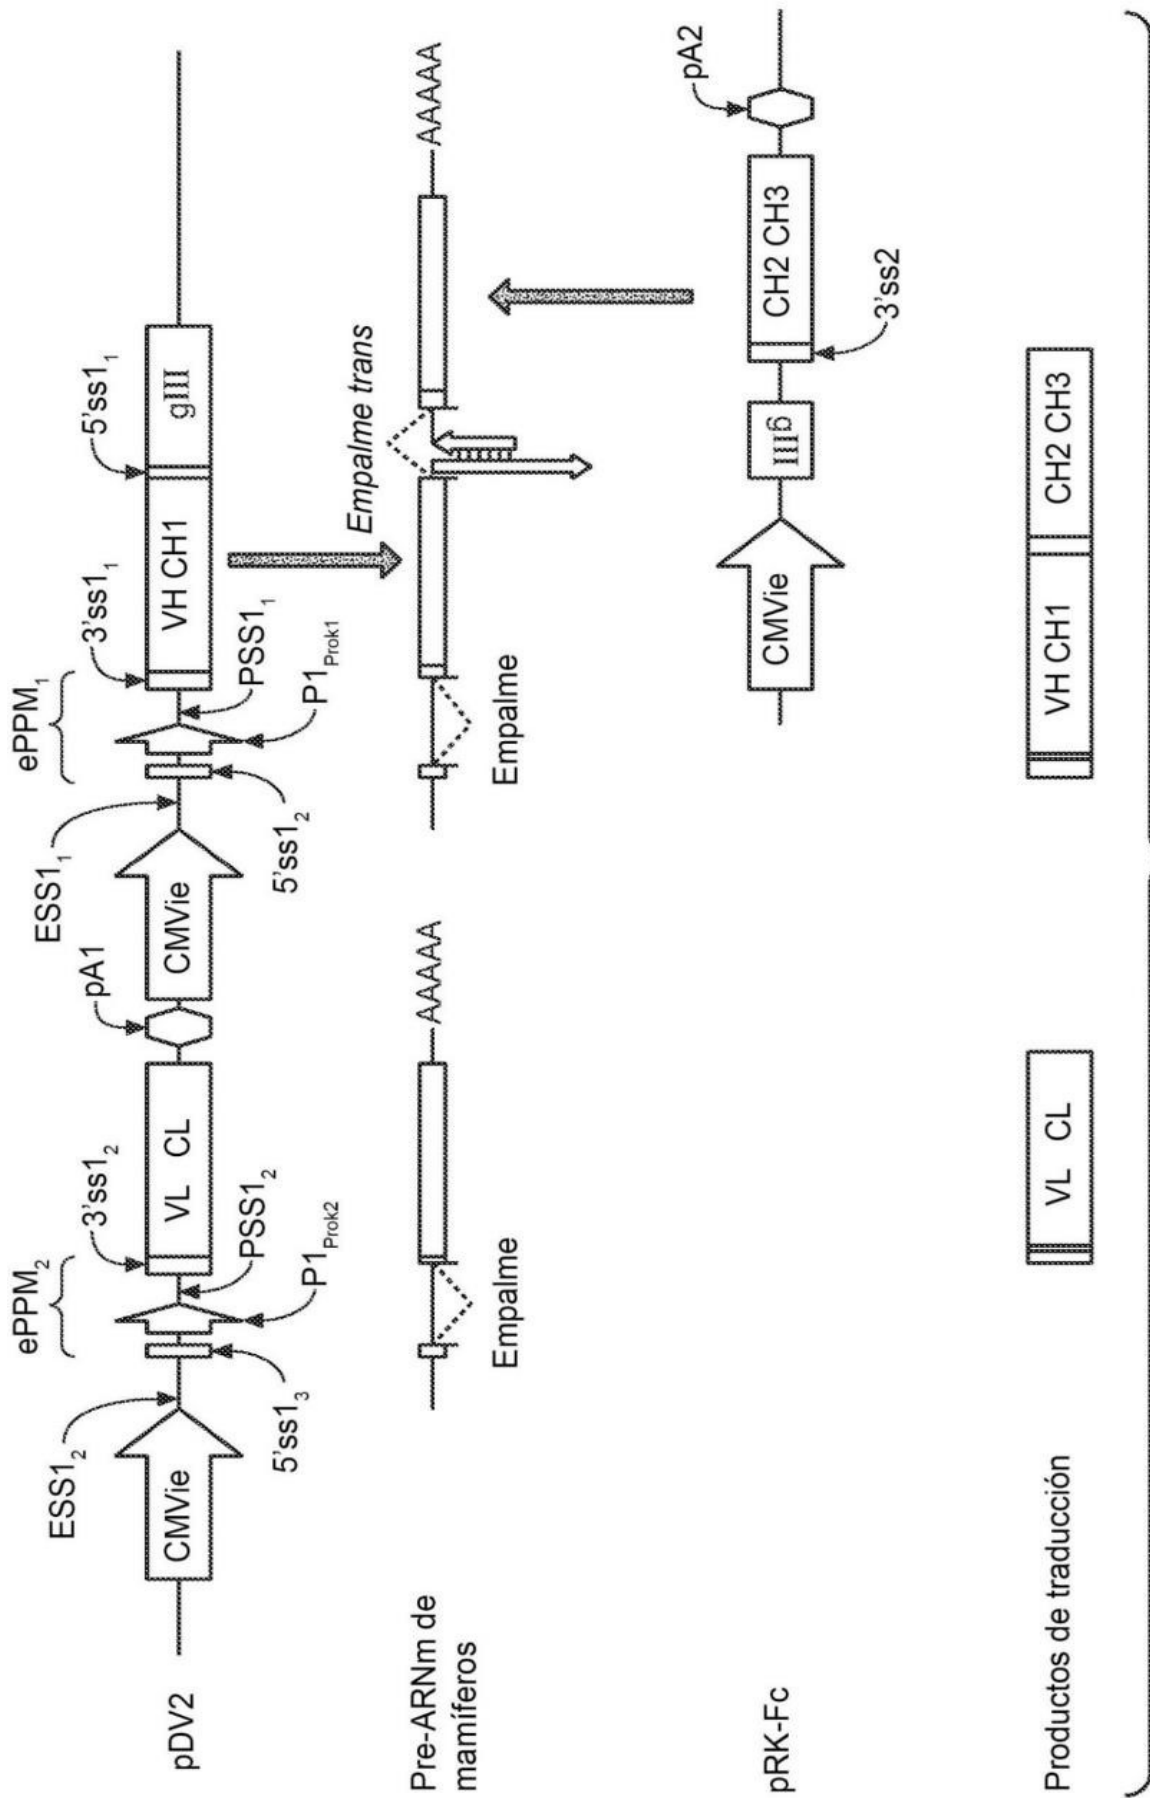 pDV2
ESS1₂
CMVie
5'ss1₃
ePPM₂
P1Prok2
PSS1₂
3'ss1₂
VL CL
pA1
CMVie
ESS1₁
5'ss1₂
ePPM₁
P1Prok1
PSS1₁
3'ss1₁
VH CH1
5'ss1₁
gIII
Pre-ARNm de
mamíferos
Empalme
AAAAA
Empalme
Empalme trans
AAAAA
pRK-Fc
CMVie
gIII
3'ss2
CH2 CH3
pA2
Productos de traducción
VL CL
VH CH1
CH2 CH3